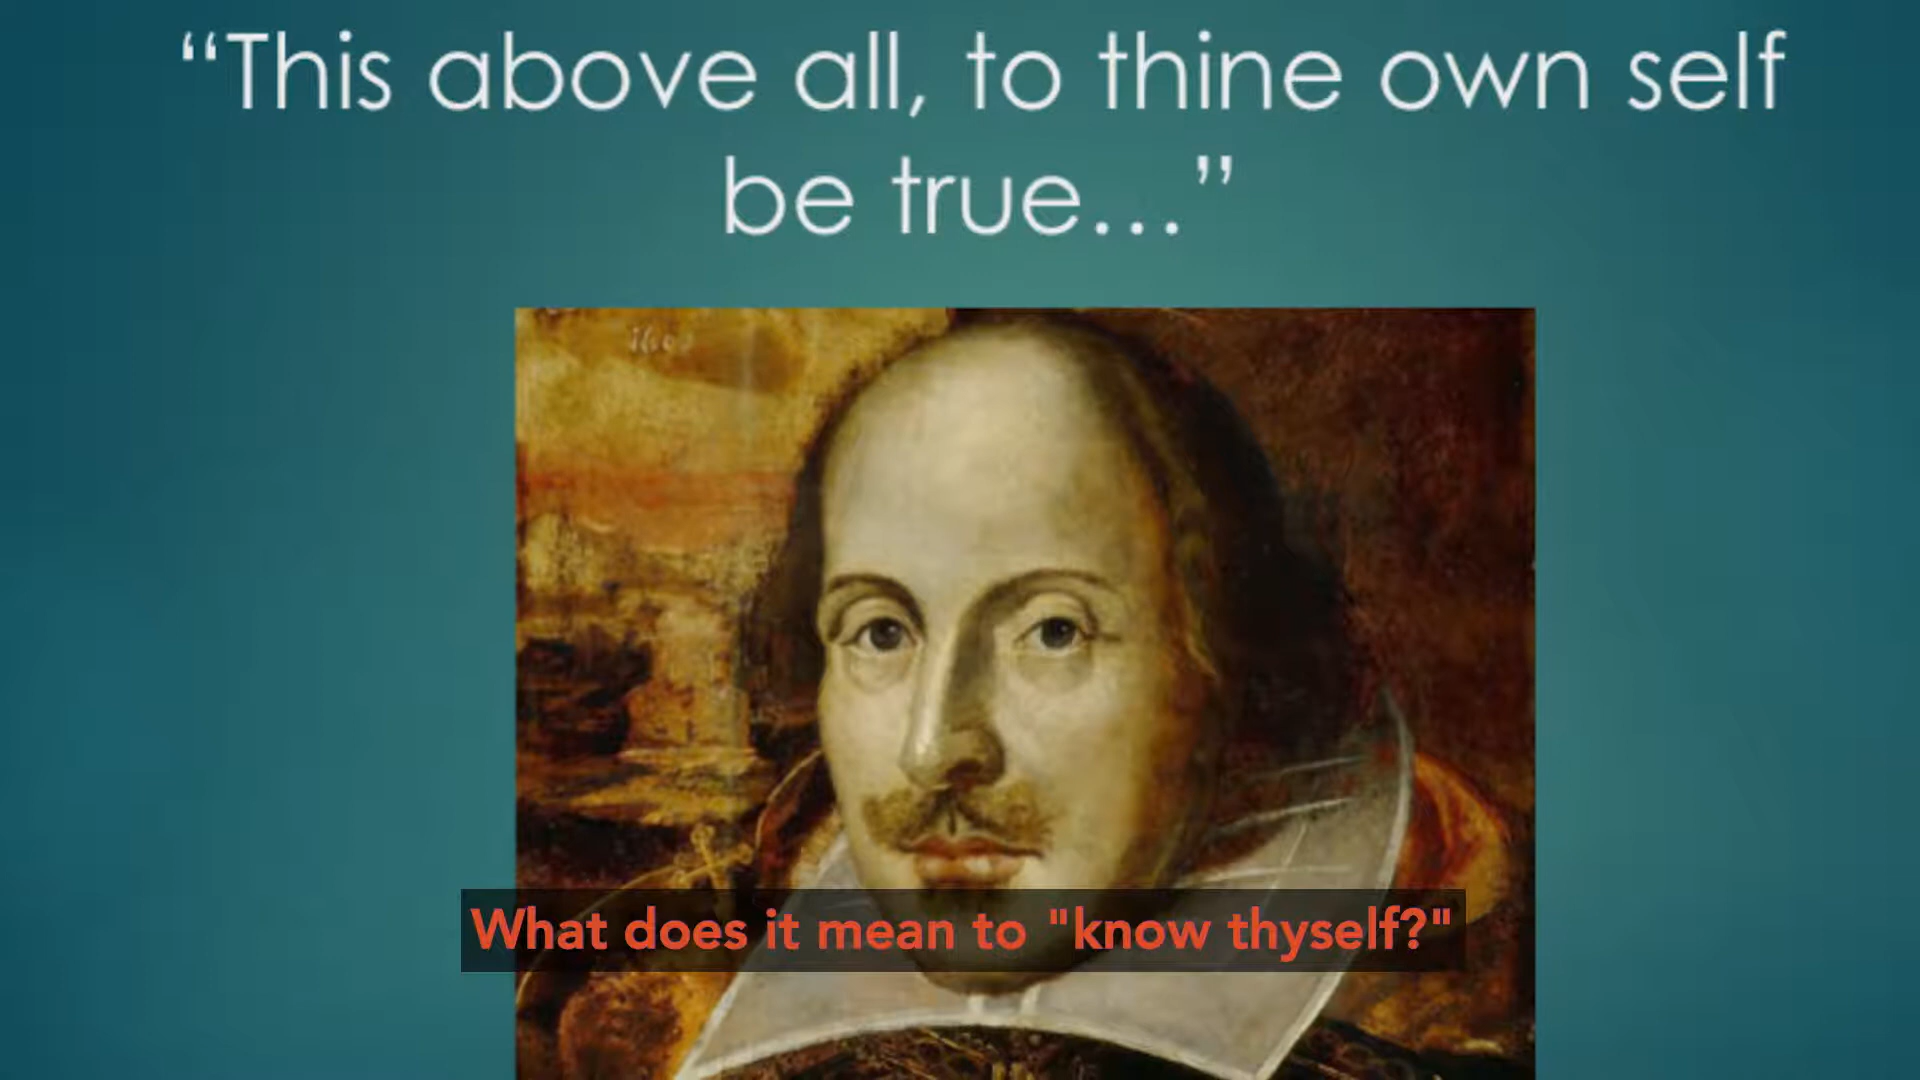 “This above all, to thine own self
be true…”
What does it mean to "know thyself?"